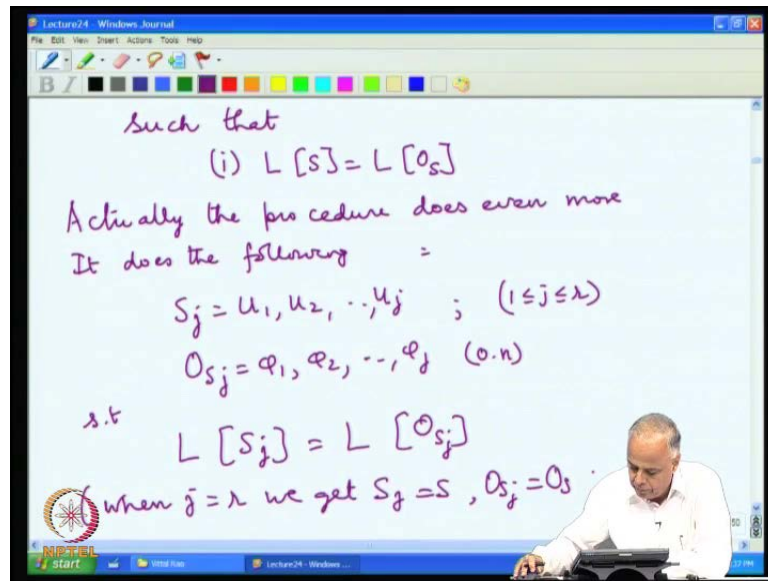 Lecture24 - Windows Journal
File Edit View Insert Actions Tools Help
such that
(i) L [S] = L [O_S]
Actually the procedure does even more
It does the following =
S_j = u_1, u_2, .., u_j ; (1 ≤ j ≤ r)
O_{S_j} = φ_1, φ_2, .., φ_j (o.n)
s.t
L [S_j] = L [O_{S_j}]
( when j = r we get S_j = S , O_{S_j} = O_S
NPTEL
start Vittal Rao Lecture24 - Windows ...